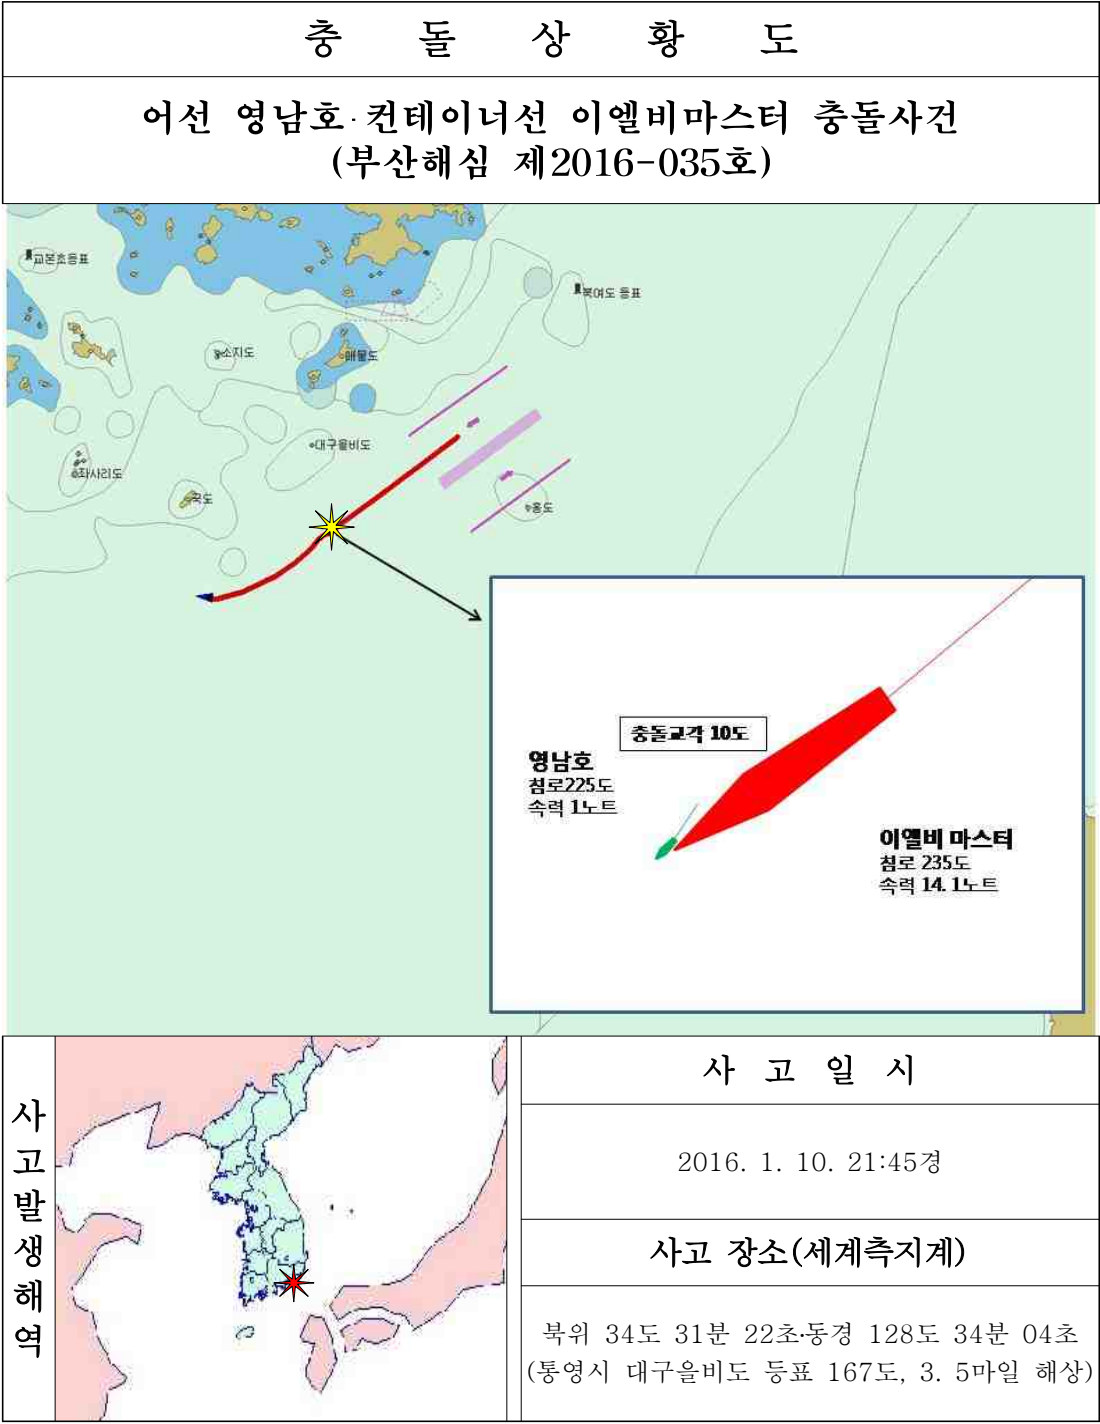 충 돌 상 황 도
어선 영남호·컨테이너선 이엘비마스터 충돌사건
(부산해심 제2016-035호)
교본초등표
북여도 등표
소지도
매물도
대구을비도
좌사리도
국도
홍도
충돌교각 10도
영남호
침로225도
속력 1노트
이엘비 마스터
침로 235도
속력 14.1노트
사고발생해역
사 고 일 시
2016. 1. 10. 21:45경
사고 장소(세계측지계)
북위 34도 31분 22초·동경 128도 34분 04초
(통영시 대구을비도 등표 167도, 3. 5마일 해상)